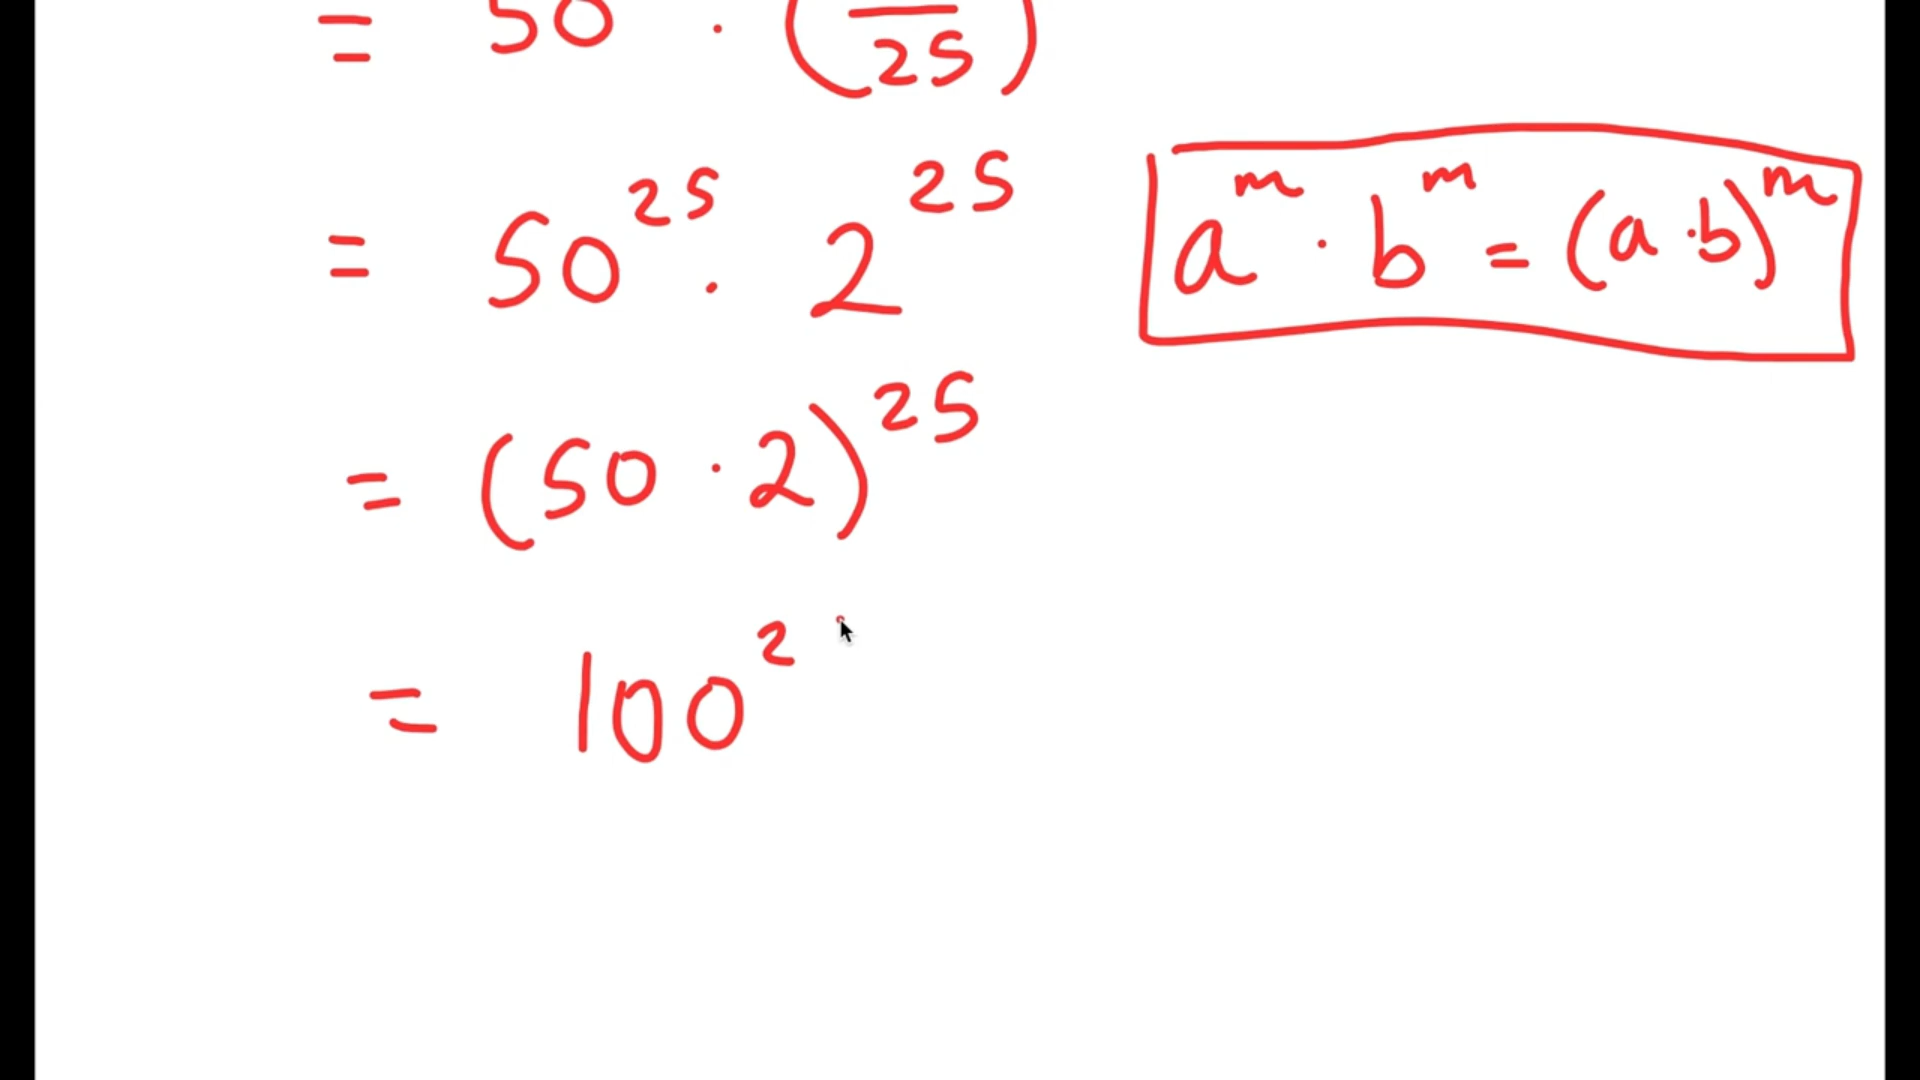 = 50 · ( — 25 )
= 50^25 · 2^25
a^m · b^m = (a·b)^m
= (50 · 2)^25
= 100^2